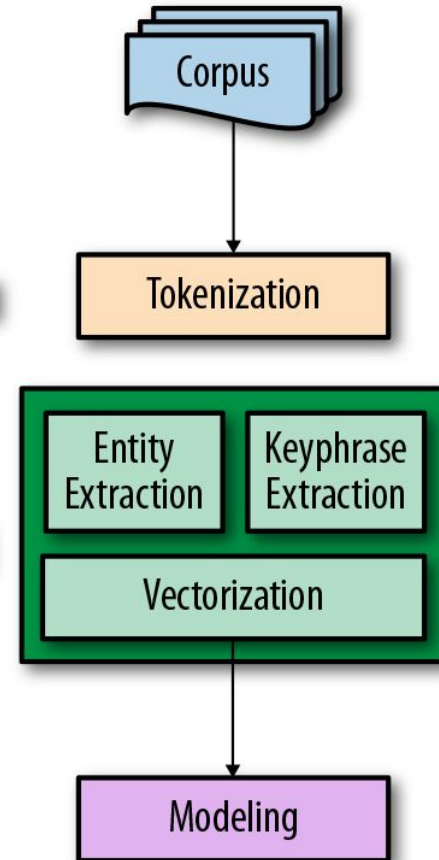 Corpus
Tokenization
Entity
Extraction
Keyphrase
Extraction
Vectorization
Modeling